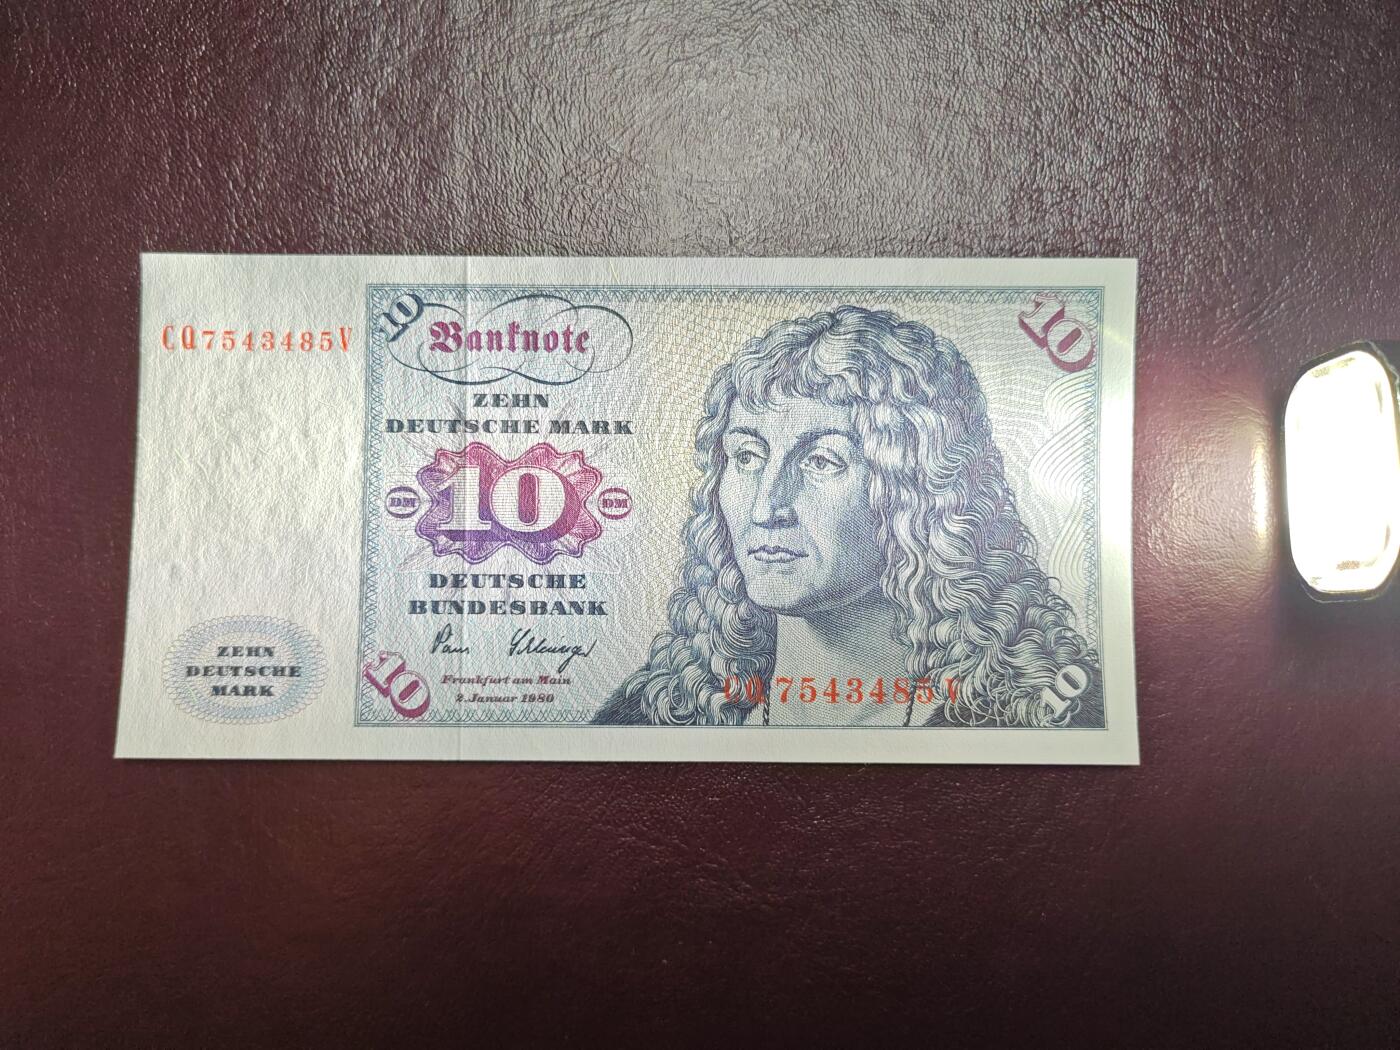 10
Banknote
10
CQ7543485V
ZEHN
DEUTSCHE MARK
DM
10
DM
DEUTSCHE
BUNDESBANK
ZEHN
DEUTSCHE
MARK
10
Frankfurt am Main
2. Januar 1980
CQ7543485V
10